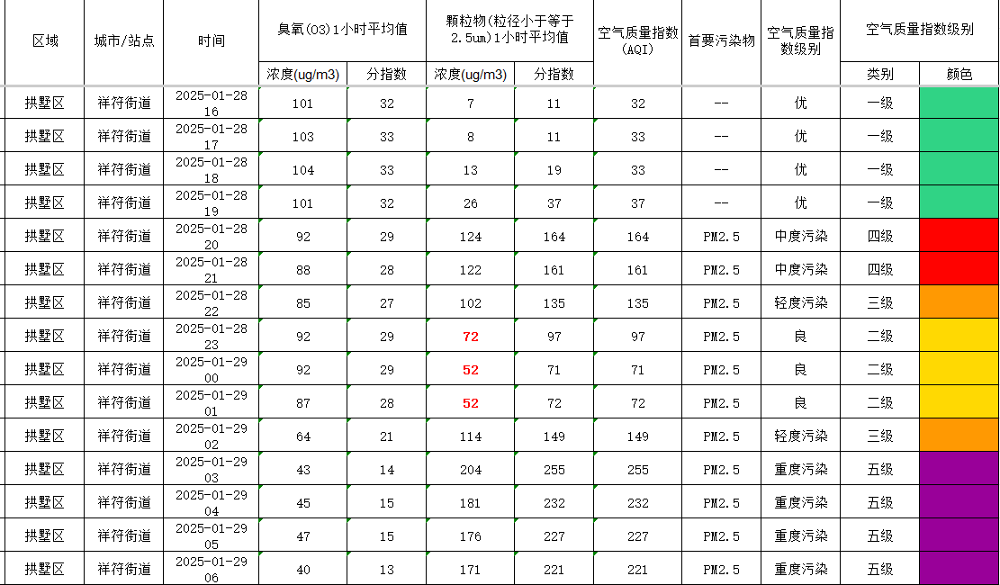 区域 城市/站点 时间 臭氧(O3)1小时平均值 颗粒物(粒径小于等于2.5um)1小时平均值 空气质量指数(AQI) 首要污染物 空气质量指数级别 空气质量指数级别
浓度(ug/m3) 分指数 浓度(ug/m3) 分指数 类别 颜色
拱墅区 祥符街道 2025-01-28 16 101 32 7 11 32 -- 优 一级
拱墅区 祥符街道 2025-01-28 17 103 33 8 11 33 -- 优 一级
拱墅区 祥符街道 2025-01-28 18 104 33 13 19 33 -- 优 一级
拱墅区 祥符街道 2025-01-28 19 101 32 26 37 37 -- 优 一级
拱墅区 祥符街道 2025-01-28 20 92 29 124 164 164 PM2.5 中度污染 四级
拱墅区 祥符街道 2025-01-28 21 88 28 122 161 161 PM2.5 中度污染 四级
拱墅区 祥符街道 2025-01-28 22 85 27 102 135 135 PM2.5 轻度污染 三级
拱墅区 祥符街道 2025-01-28 23 92 29 72 97 97 PM2.5 良 二级
拱墅区 祥符街道 2025-01-29 00 92 29 52 71 71 PM2.5 良 二级
拱墅区 祥符街道 2025-01-29 01 87 28 52 72 72 PM2.5 良 二级
拱墅区 祥符街道 2025-01-29 02 64 21 114 149 149 PM2.5 轻度污染 三级
拱墅区 祥符街道 2025-01-29 03 43 14 204 255 255 PM2.5 重度污染 五级
拱墅区 祥符街道 2025-01-29 04 45 15 181 232 232 PM2.5 重度污染 五级
拱墅区 祥符街道 2025-01-29 05 47 15 176 227 227 PM2.5 重度污染 五级
拱墅区 祥符街道 2025-01-29 06 40 13 171 221 221 PM2.5 重度污染 五级